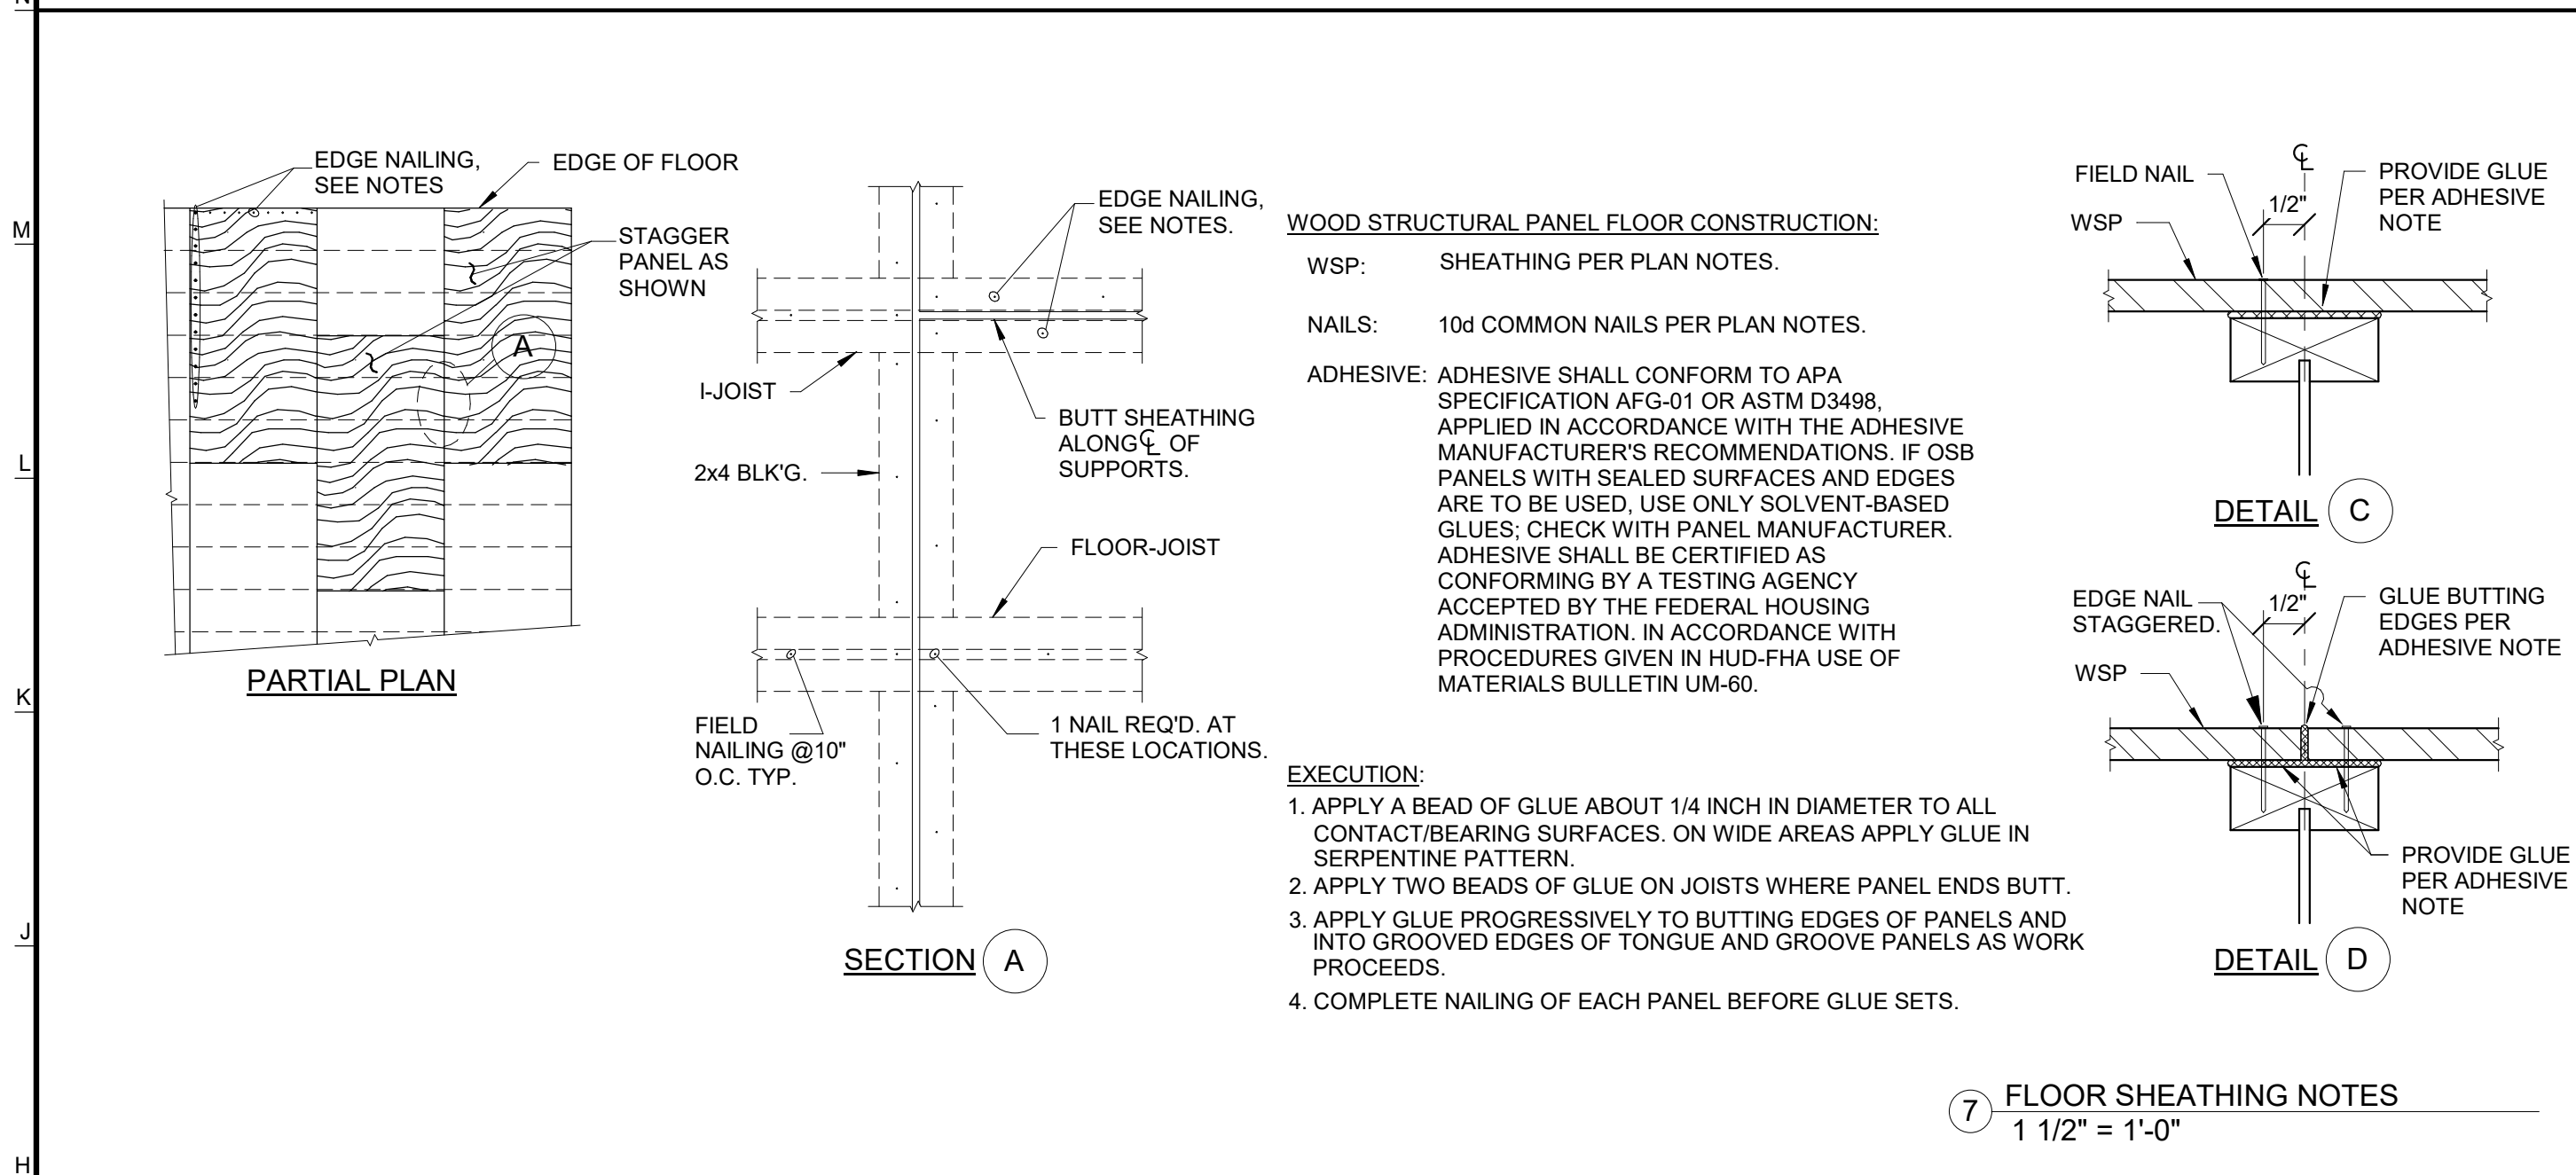 N
M
L
K
J
H
EDGE NAILING,
SEE NOTES
EDGE OF FLOOR
STAGGER
PANEL AS
SHOWN
A
PARTIAL PLAN
EDGE NAILING,
SEE NOTES.
I-JOIST
BUTT SHEATHING
ALONG ℄ OF
SUPPORTS.
2x4 BLK'G.
FLOOR-JOIST
FIELD
NAILING @10"
O.C. TYP.
1 NAIL REQ'D. AT
THESE LOCATIONS.
SECTION A
WOOD STRUCTURAL PANEL FLOOR CONSTRUCTION:
WSP: SHEATHING PER PLAN NOTES.
NAILS: 10d COMMON NAILS PER PLAN NOTES.
ADHESIVE: ADHESIVE SHALL CONFORM TO APA
SPECIFICATION AFG-01 OR ASTM D3498,
APPLIED IN ACCORDANCE WITH THE ADHESIVE
MANUFACTURER'S RECOMMENDATIONS. IF OSB
PANELS WITH SEALED SURFACES AND EDGES
ARE TO BE USED, USE ONLY SOLVENT-BASED
GLUES; CHECK WITH PANEL MANUFACTURER.
ADHESIVE SHALL BE CERTIFIED AS
CONFORMING BY A TESTING AGENCY
ACCEPTED BY THE FEDERAL HOUSING
ADMINISTRATION. IN ACCORDANCE WITH
PROCEDURES GIVEN IN HUD-FHA USE OF
MATERIALS BULLETIN UM-60.
EXECUTION:
1. APPLY A BEAD OF GLUE ABOUT 1/4 INCH IN DIAMETER TO ALL
CONTACT/BEARING SURFACES. ON WIDE AREAS APPLY GLUE IN
SERPENTINE PATTERN.
2. APPLY TWO BEADS OF GLUE ON JOISTS WHERE PANEL ENDS BUTT.
3. APPLY GLUE PROGRESSIVELY TO BUTTING EDGES OF PANELS AND
INTO GROOVED EDGES OF TONGUE AND GROOVE PANELS AS WORK
PROCEEDS.
4. COMPLETE NAILING OF EACH PANEL BEFORE GLUE SETS.
℄
FIELD NAIL
1/2"
WSP
PROVIDE GLUE
PER ADHESIVE
NOTE
DETAIL C
℄
EDGE NAIL
STAGGERED.
1/2"
WSP
GLUE BUTTING
EDGES PER
ADHESIVE NOTE
PROVIDE GLUE
PER ADHESIVE
NOTE
DETAIL D
7 FLOOR SHEATHING NOTES
1 1/2" = 1'-0"